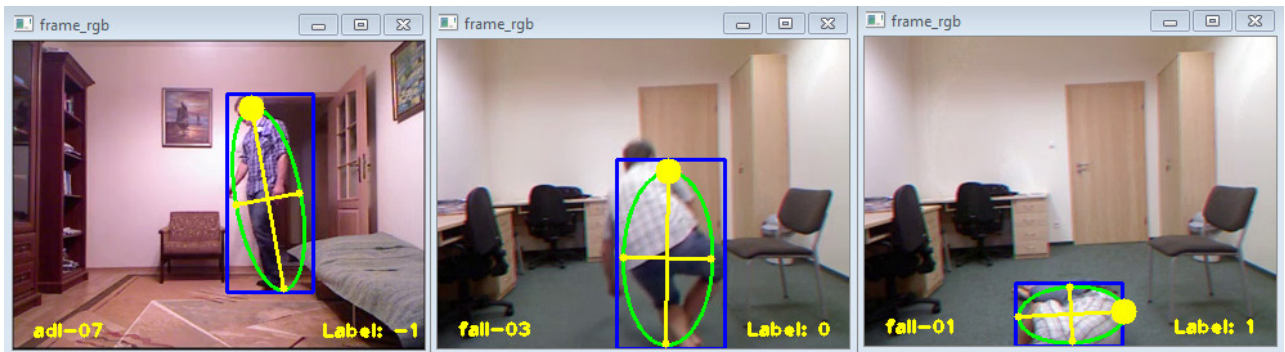 frame_rgb
adl-07
Label: -1
frame_rgb
fall-03
Label: 0
frame_rgb
fall-01
Label: 1